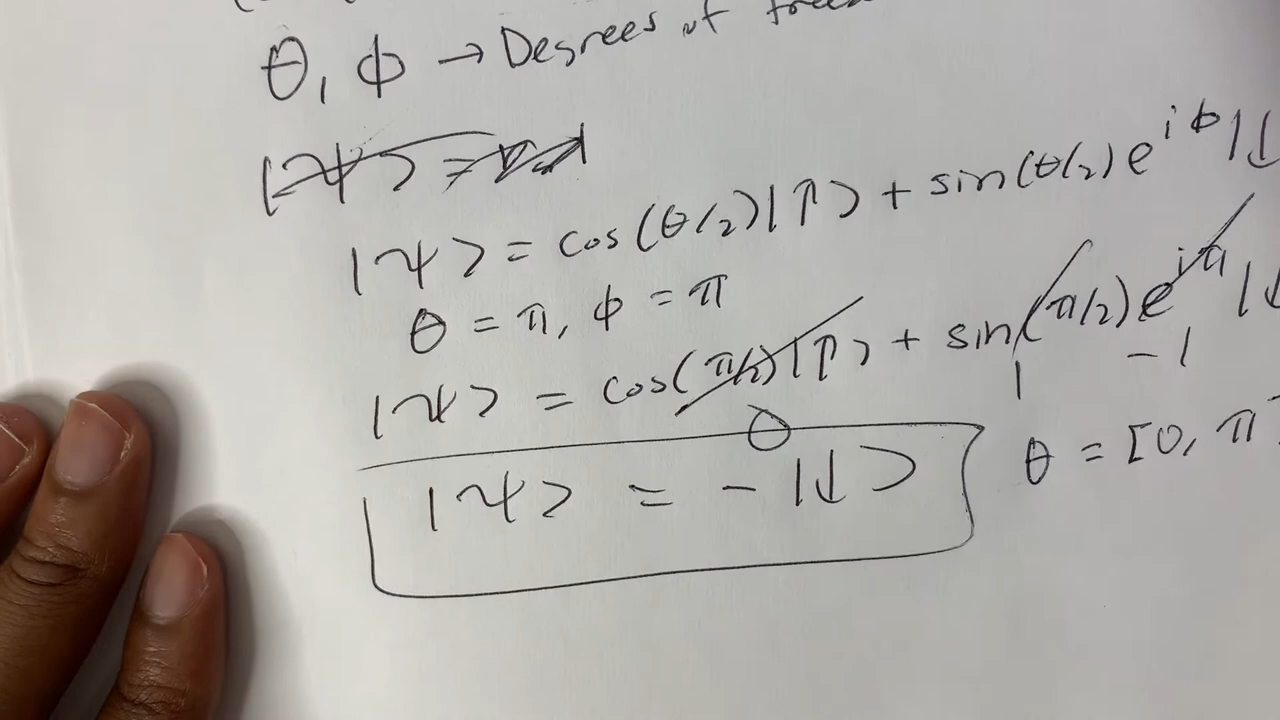 θ, ϕ → Degrees of
|ψ> =
|ψ> = cos(θ/2)|↑> + sin(θ/2)e^{iϕ}|↓
θ = π, ϕ = π
|ψ> = cos(π/2)|↑> + sin(π/2)e^{iπ}|↓
0 1 -1
|ψ> = -|↓>
θ = [0, π]